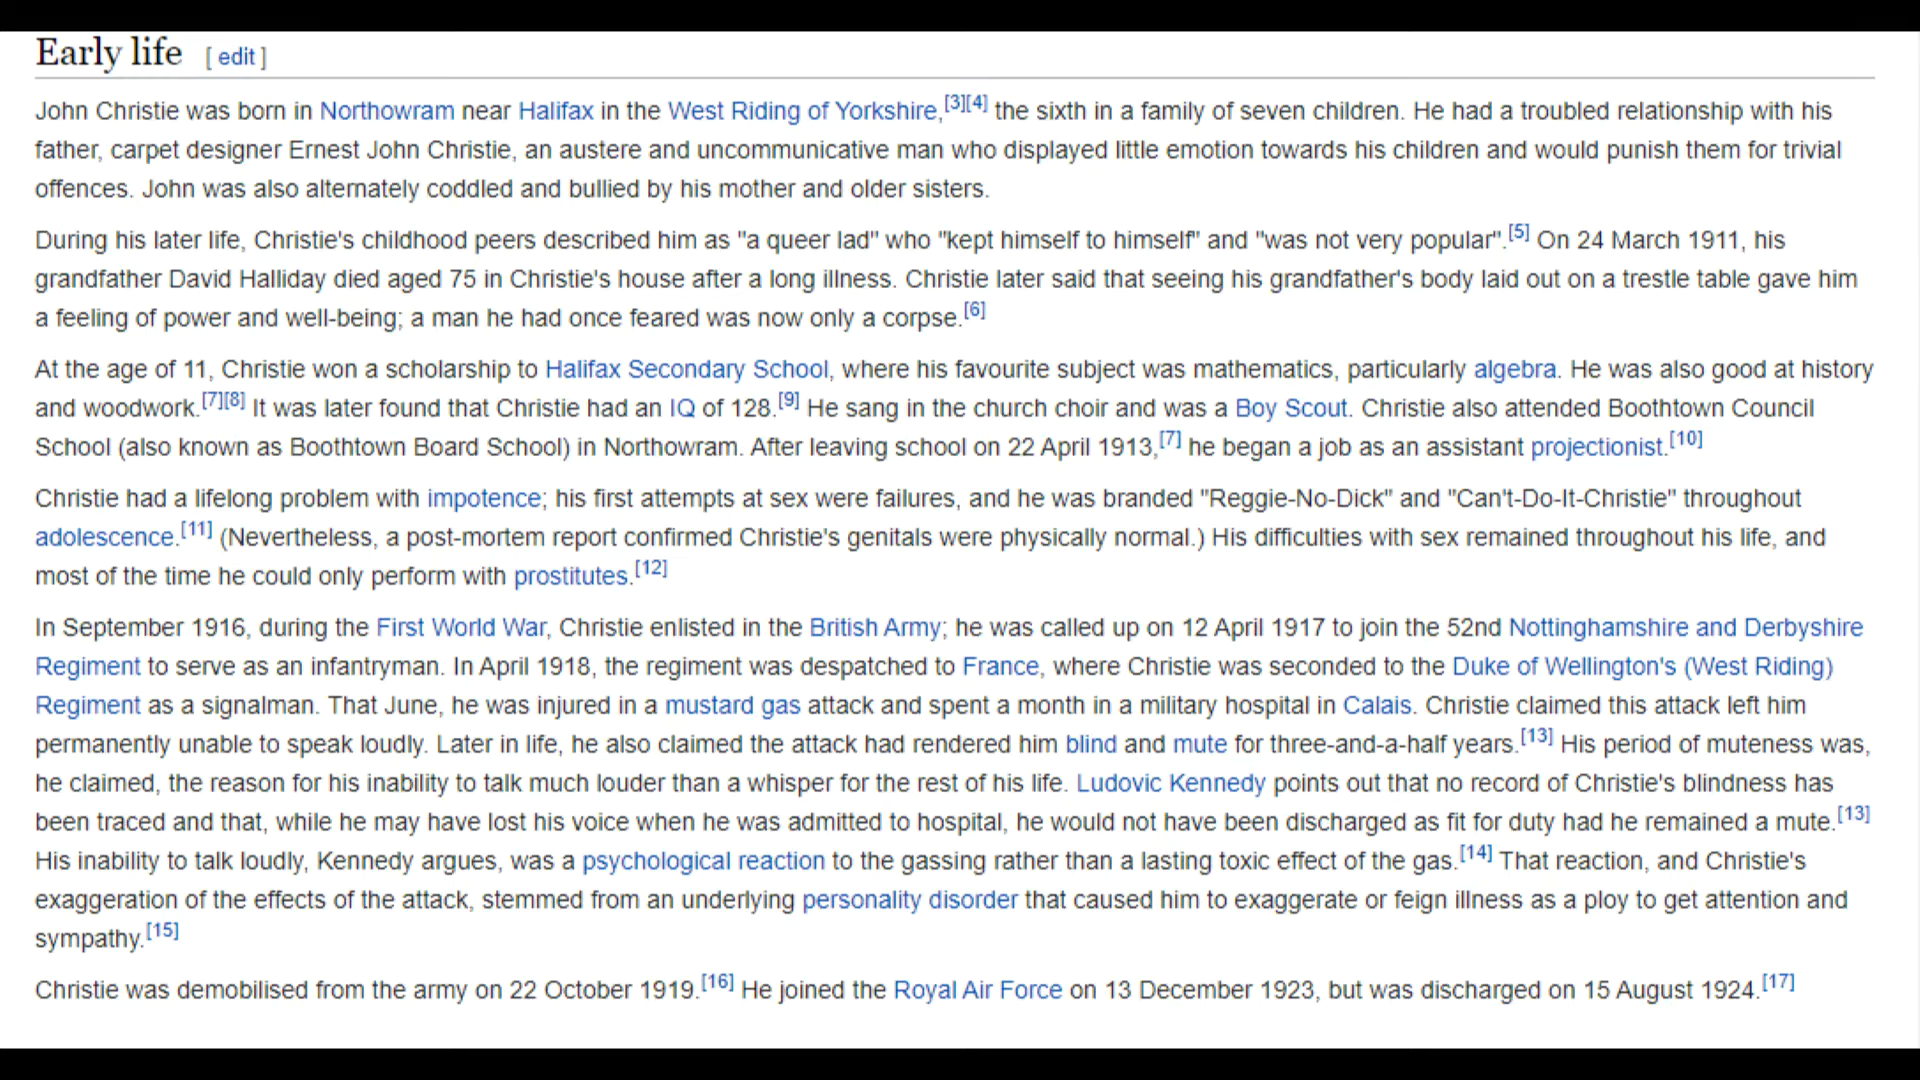 Early life [ edit ]
John Christie was born in Northowram near Halifax in the West Riding of Yorkshire,[3][4] the sixth in a family of seven children. He had a troubled relationship with his
father, carpet designer Ernest John Christie, an austere and uncommunicative man who displayed little emotion towards his children and would punish them for trivial
offences. John was also alternately coddled and bullied by his mother and older sisters.
During his later life, Christie's childhood peers described him as "a queer lad" who "kept himself to himself" and "was not very popular".[5] On 24 March 1911, his
grandfather David Halliday died aged 75 in Christie's house after a long illness. Christie later said that seeing his grandfather's body laid out on a trestle table gave him
a feeling of power and well-being; a man he had once feared was now only a corpse.[6]
At the age of 11, Christie won a scholarship to Halifax Secondary School, where his favourite subject was mathematics, particularly algebra. He was also good at history
and woodwork.[7][8] It was later found that Christie had an IQ of 128.[9] He sang in the church choir and was a Boy Scout. Christie also attended Boothtown Council
School (also known as Boothtown Board School) in Northowram. After leaving school on 22 April 1913,[7] he began a job as an assistant projectionist.[10]
Christie had a lifelong problem with impotence; his first attempts at sex were failures, and he was branded "Reggie-No-Dick" and "Can't-Do-It-Christie" throughout
adolescence.[11] (Nevertheless, a post-mortem report confirmed Christie's genitals were physically normal.) His difficulties with sex remained throughout his life, and
most of the time he could only perform with prostitutes.[12]
In September 1916, during the First World War, Christie enlisted in the British Army; he was called up on 12 April 1917 to join the 52nd Nottinghamshire and Derbyshire
Regiment to serve as an infantryman. In April 1918, the regiment was despatched to France, where Christie was seconded to the Duke of Wellington's (West Riding)
Regiment as a signalman. That June, he was injured in a mustard gas attack and spent a month in a military hospital in Calais. Christie claimed this attack left him
permanently unable to speak loudly. Later in life, he also claimed the attack had rendered him blind and mute for three-and-a-half years.[13] His period of muteness was,
he claimed, the reason for his inability to talk much louder than a whisper for the rest of his life. Ludovic Kennedy points out that no record of Christie's blindness has
been traced and that, while he may have lost his voice when he was admitted to hospital, he would not have been discharged as fit for duty had he remained a mute.[13]
His inability to talk loudly, Kennedy argues, was a psychological reaction to the gassing rather than a lasting toxic effect of the gas.[14] That reaction, and Christie's
exaggeration of the effects of the attack, stemmed from an underlying personality disorder that caused him to exaggerate or feign illness as a ploy to get attention and
sympathy.[15]
Christie was demobilised from the army on 22 October 1919.[16] He joined the Royal Air Force on 13 December 1923, but was discharged on 15 August 1924.[17]